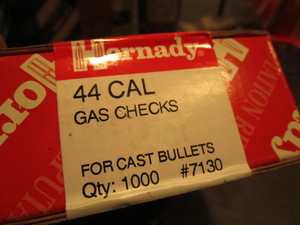 Hornady
44 CAL
GAS CHECKS
FOR CAST BULLETS
Qty: 1000 #7130